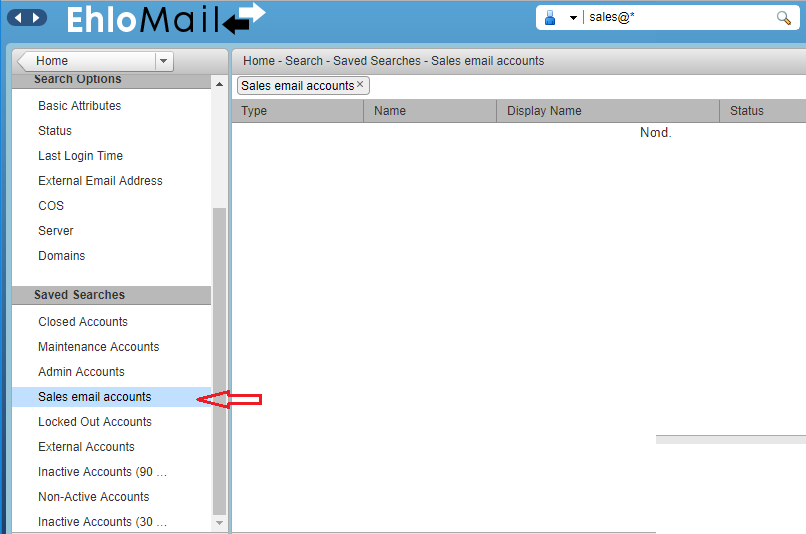 EhloMail
sales@*
Home
Home - Search - Saved Searches - Sales email accounts
Search Options
Basic Attributes
Status
Last Login Time
External Email Address
COS
Server
Domains
Saved Searches
Closed Accounts
Maintenance Accounts
Admin Accounts
Sales email accounts
Locked Out Accounts
External Accounts
Inactive Accounts (90 ...
Non-Active Accounts
Inactive Accounts (30 ...
Sales email accounts ×
Type Name Display Name Status